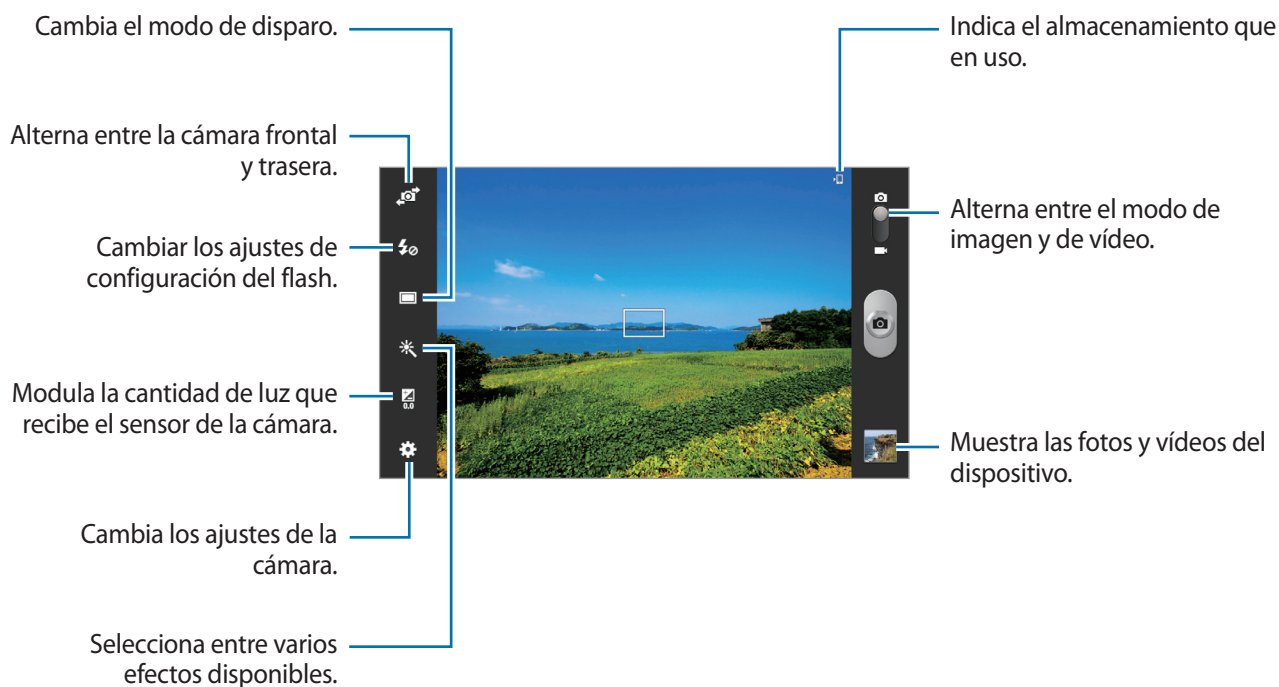 Cambia el modo de disparo.
Alterna entre la cámara frontal
y trasera.
Cambiar los ajustes de
configuración del flash.
Modula la cantidad de luz que
recibe el sensor de la cámara.
Cambia los ajustes de la
cámara.
Selecciona entre varios
efectos disponibles.
0.0
Indica el almacenamiento que
en uso.
Alterna entre el modo de
imagen y de vídeo.
Muestra las fotos y vídeos del
dispositivo.